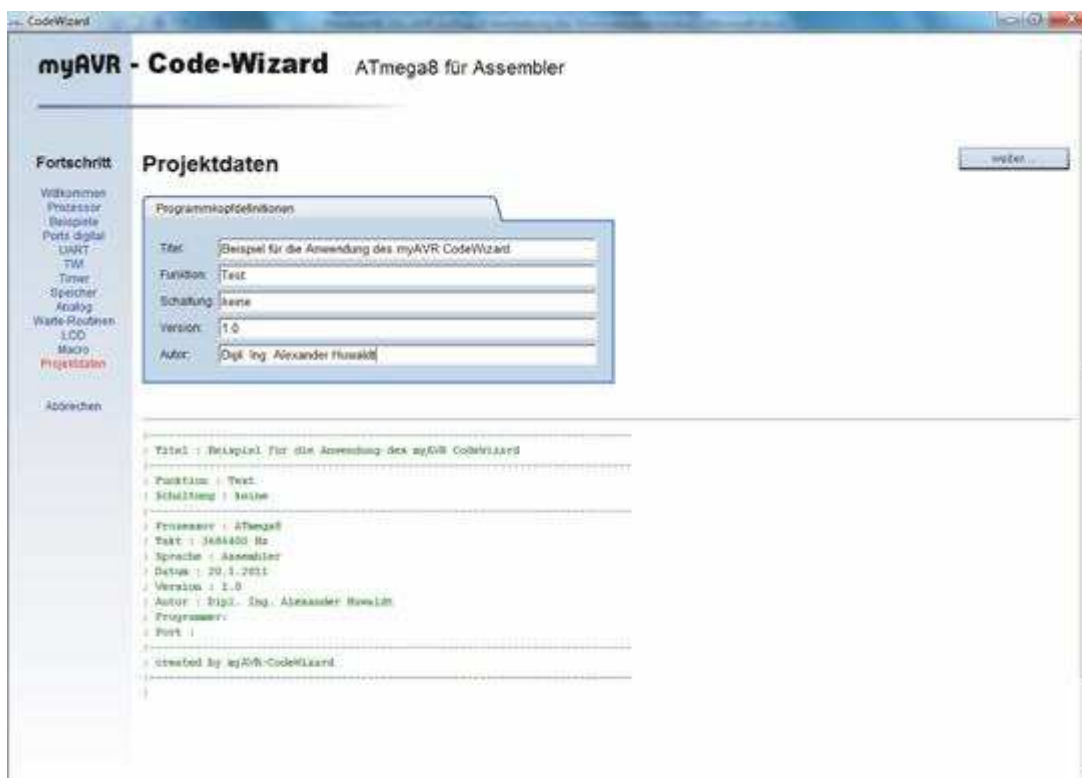 CodeWizard
myAVR - Code-Wizard ATmega8 für Assembler
Fortschritt
Willkommen
Prozessor
Beispiele
Ports digital
UART
TWI
Timer
Speicher
Analog
Warte-Routinen
LCD
Macro
Projektdaten
Abbrechen
Projektdaten
weiter ...
Programmkopfdefinitionen
Titel: Beispiel für die Anwendung des myAVR CodeWizard
Funktion: Test
Schaltung: keine
Version: 1.0
Autor: Dipl. Ing. Alexander Huwaldt
;------------------------------------------------
; Titel : Beispiel für die Anwendung des myAVR CodeWizard
;------------------------------------------------
; Funktion : Test
; Schaltung : keine
;------------------------------------------------
; Prozessor : ATmega8
; Takt : 3686400 Hz
; Sprache : Assembler
; Datum : 20.1.2011
; Version : 1.0
; Autor : Dipl. Ing. Alexander Huwaldt
; Programmer:
; Port :
;------------------------------------------------
; created by myAVR-CodeWizard
;------------------------------------------------
;